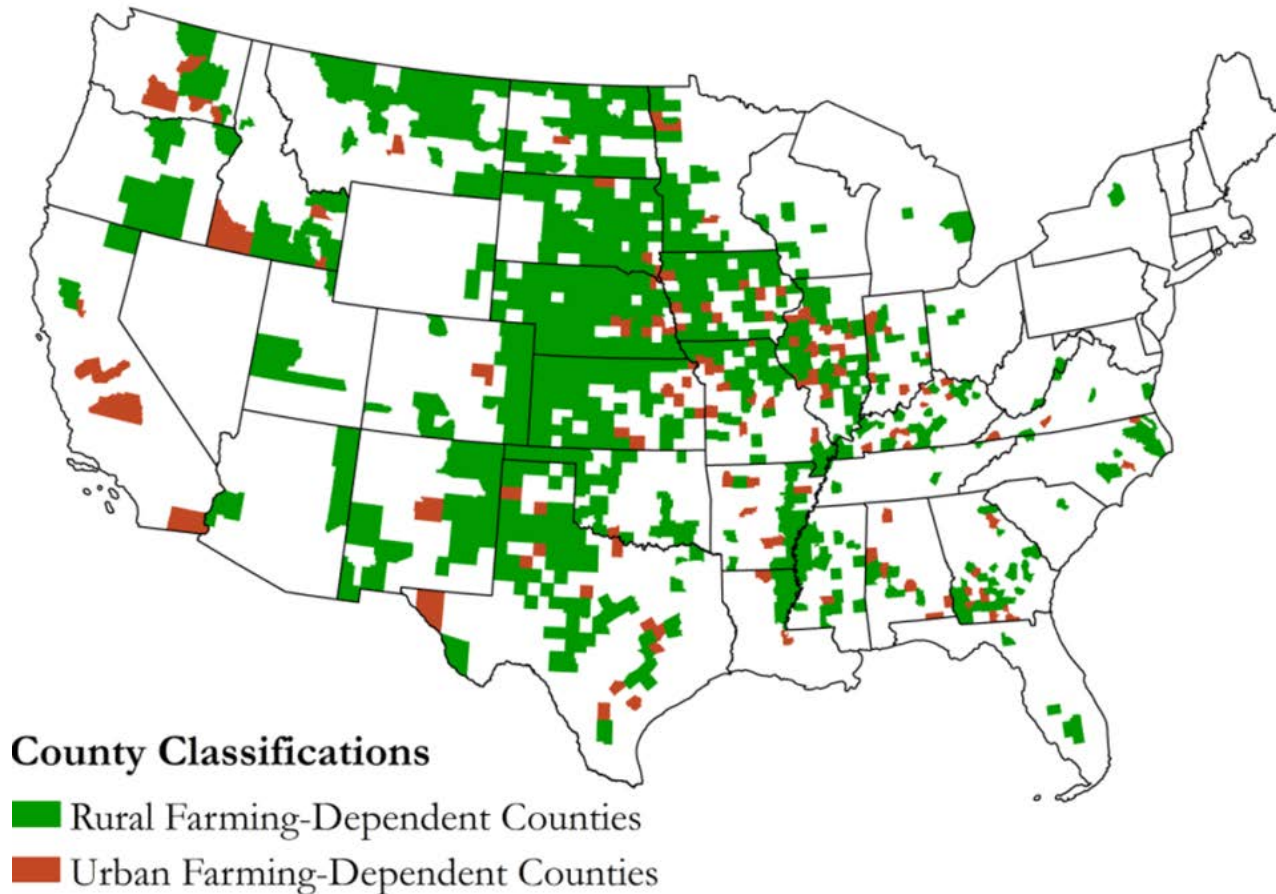 County Classifications
Rural Farming-Dependent Counties
Urban Farming-Dependent Counties